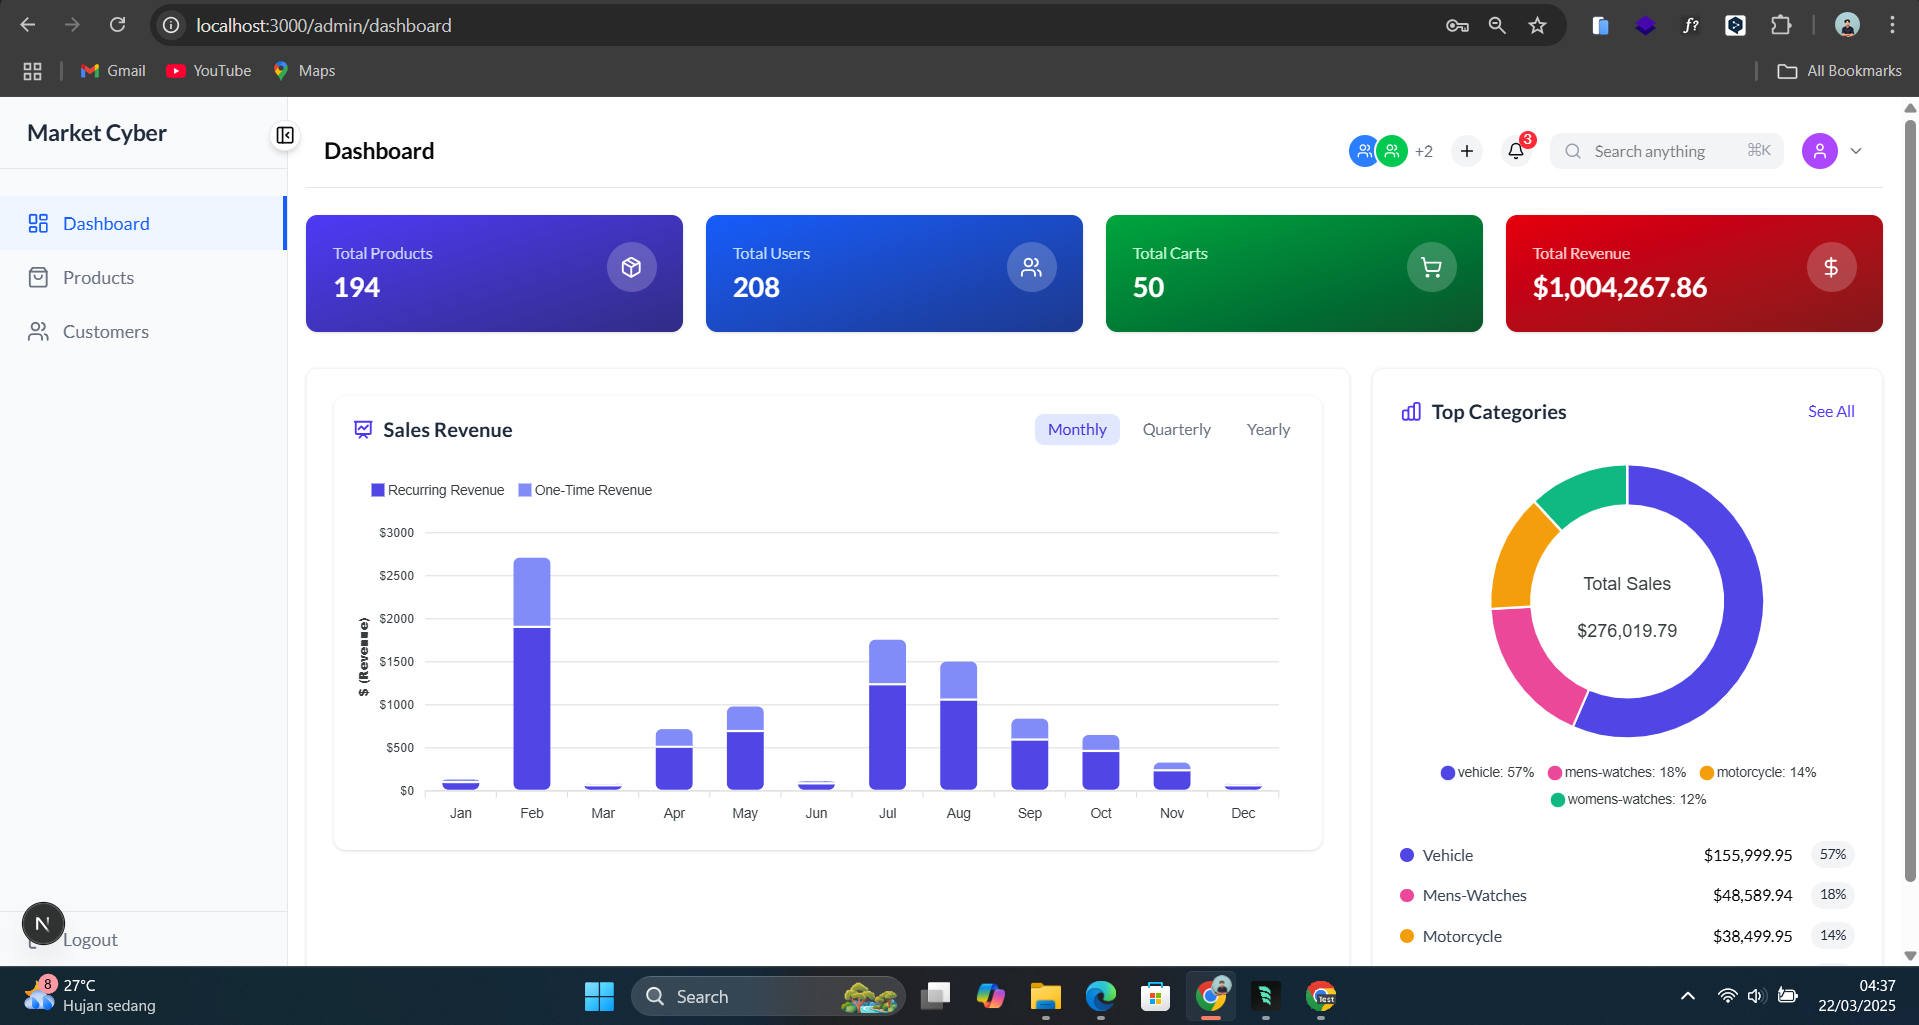 localhost:3000/admin/dashboard
f?
Gmail
YouTube
Maps
All Bookmarks
Market Cyber
Dashboard
Products
Customers
N
Logout
Dashboard
+2
3
Search anything
⌘K
Total Products
194
Total Users
208
Total Carts
50
Total Revenue
$1,004,267.86
Sales Revenue
Monthly
Quarterly
Yearly
Recurring Revenue
One-Time Revenue
$ (Revenue)
$3000
$2500
$2000
$1500
$1000
$500
$0
Jan
Feb
Mar
Apr
May
Jun
Jul
Aug
Sep
Oct
Nov
Dec
Top Categories
See All
Total Sales
$276,019.79
vehicle: 57%
mens-watches: 18%
motorcycle: 14%
womens-watches: 12%
Vehicle
$155,999.95
57%
Mens-Watches
$48,589.94
18%
Motorcycle
$38,499.95
14%
8
27°C
Hujan sedang
Search
Test
04:37
22/03/2025